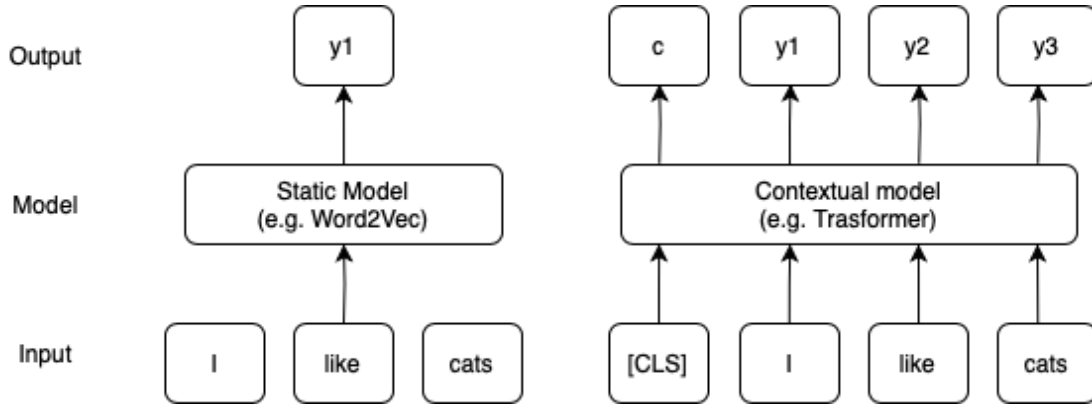 Output
y1
c
y1
y2
y3
Model
Static Model
(e.g. Word2Vec)
Contextual model
(e.g. Trasformer)
Input
I
like
cats
[CLS]
I
like
cats